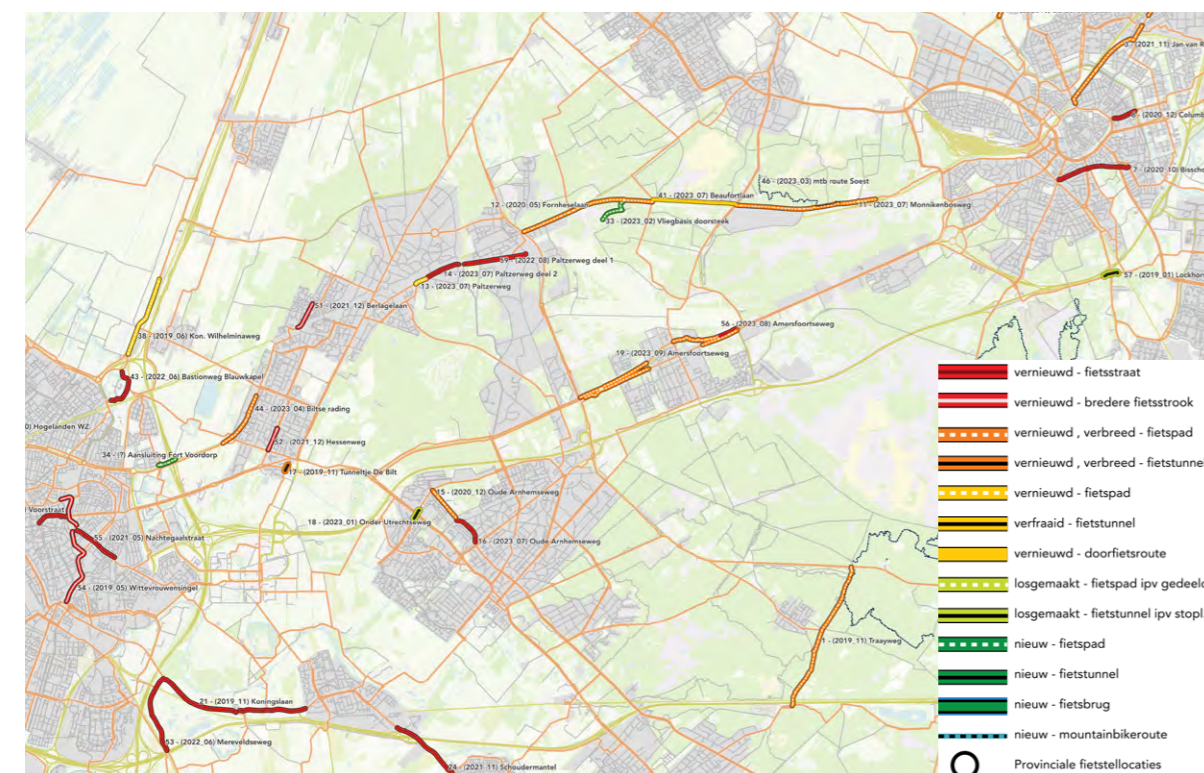 3 - (2021_11) Jan van R
8 - (2020_12) Columb
7 - (2020_10) Bisscho
46 - (2023_03) mtb route Soest
41 - (2023_07) Beaufortlaan
12 - (2020_05) Fornheselaan
11 - (2023_07) Monnikenbosweg
33 - (2023_02) Vliegbasis doorsteek
59 - (2022_08) Paltzerweg deel 1
14 - (2023_07) Paltzerweg deel 2
57 - (2019_01) Lockhor
13 - (2023_07) Paltzerweg
51 - (2021_12) Berlagelaan
56 - (2023_08) Amersfoortseweg
38 - (2019_06) Kon. Wilhelminaweg
19 - (2023_09) Amersfoortseweg
43 - (2022_06) Bastionweg Blauwkapel
44 - (2023_04) Biltse rading
0) Hogelanden WZ
52 - (2021_12) Hessenweg
34 - (?) Aansluiting Fort Voordorp
17 - (2019_11) Tunneltje De Bilt
15 - (2020_12) Oude Arnhemseweg
) Voorstraat
18 - (2023_01) Onder Utrechtseweg
55 - (2021_05) Nachtegaalstraat
16 - (2023_07) Oude Arnhemseweg
54 - (2019_05) Wittevrouwensingel
1 - (2019_11) Traayweg
21 - (2019_11) Koningslaan
53 - (2022_06) Mereveldseweg
24 - (2021_11) Schoudermantel
vernieuwd - fietsstraat
vernieuwd - bredere fietsstrook
vernieuwd , verbreed - fietspad
vernieuwd , verbreed - fietstunnel
vernieuwd - fietspad
verfraaid - fietstunnel
vernieuwd - doorfietsroute
losgemaakt - fietspad ipv gedeeld
losgemaakt - fietstunnel ipv stopl
nieuw - fietspad
nieuw - fietstunnel
nieuw - fietsbrug
nieuw - mountainbikeroute
Provinciale fietstellocaties